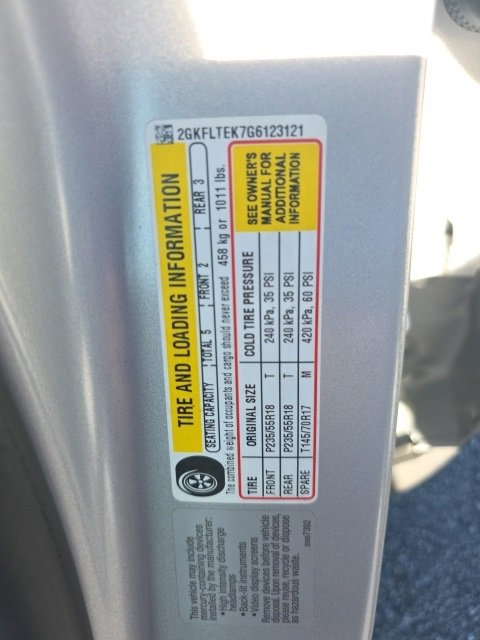 2GKFLTEK7G6123121
TIRE AND LOADING INFORMATION
SEATING CAPACITY TOTAL 5 FRONT 2 REAR 3
The combined weight of occupants and cargo should never exceed 458 kg or 1011 lbs.
TIRE ORIGINAL SIZE COLD TIRE PRESSURE
FRONT P235/55R18 T 240 kPa, 35 PSI
REAR P235/55R18 T 240 kPa, 35 PSI
SPARE T145/70R17 M 420 kPa, 60 PSI
SEE OWNER'S
MANUAL FOR
ADDITIONAL
INFORMATION
This vehicle may include
mercury-containing devices
installed by the manufacturer:
• High intensity discharge
headlamps
• Back-lit instruments
• Video display screens
Remove devices before vehicle
disposal. Upon removal of devices,
please reuse, recycle or dispose
as hazardous waste.